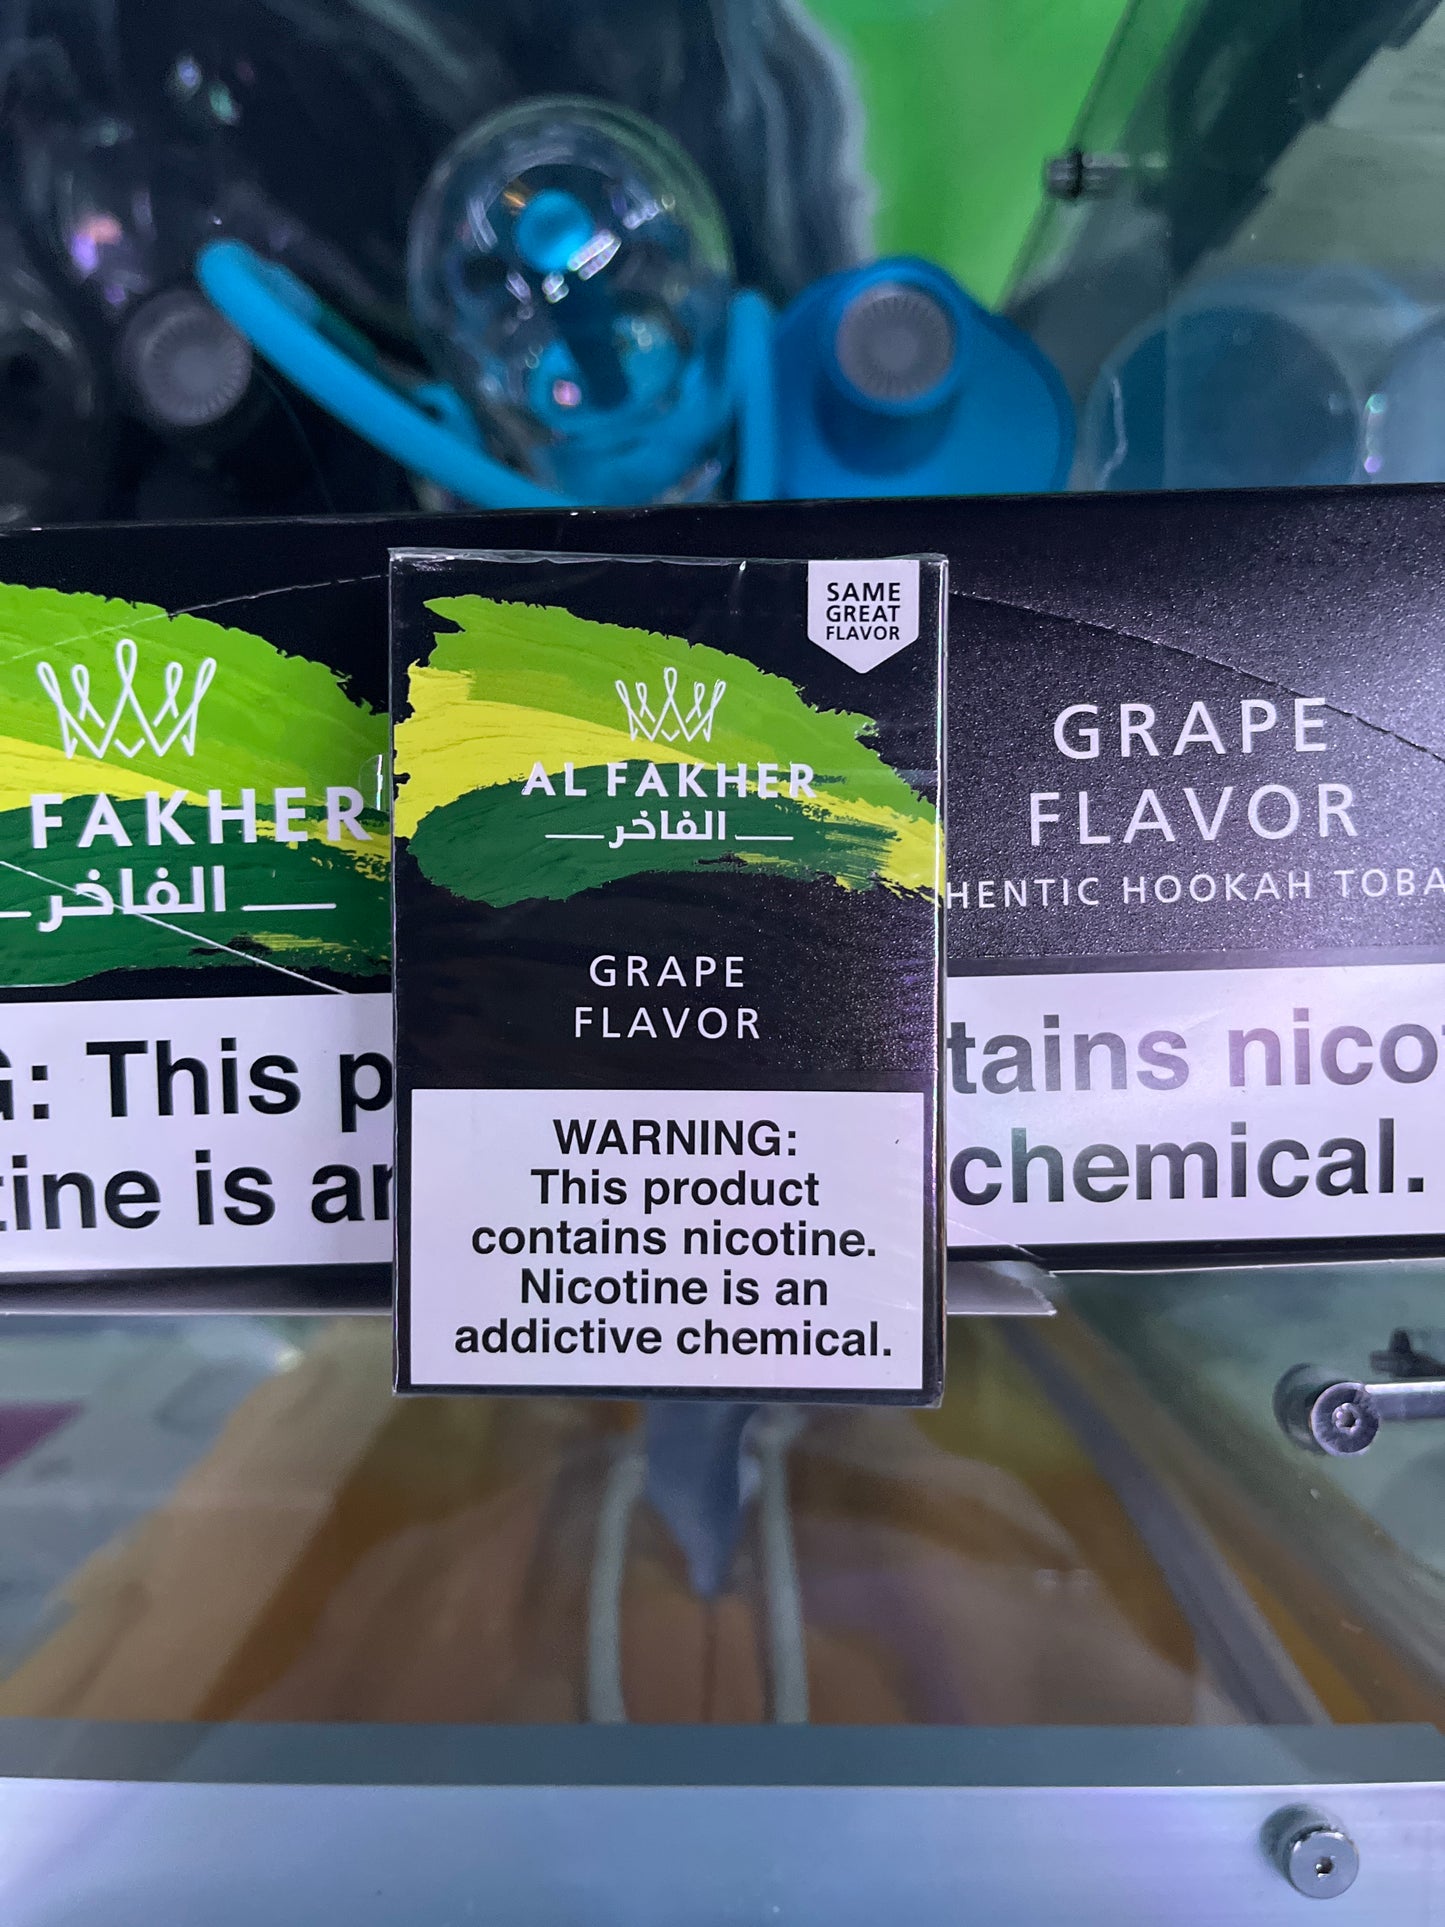 SAME
GREAT
FLAVOR
AL FAKHER
الفاخر
GRAPE
FLAVOR
WARNING:
This product
contains nicotine.
Nicotine is an
addictive chemical.
FAKHER
الفاخر
GRAPE
FLAVOR
HENTIC HOOKAH TOBA
G: This p
tains nico
tine is an
chemical.